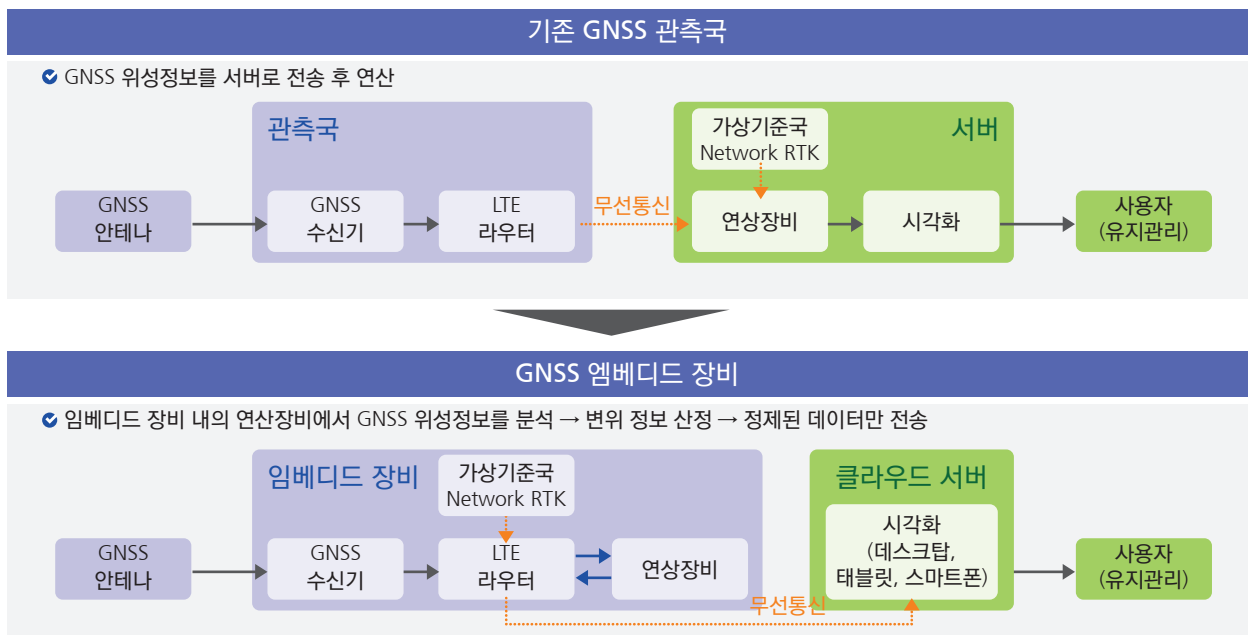 기존 GNSS 관측국
GNSS 위성정보를 서버로 전송 후 연산
관측국
가상기준국
Network RTK
서버
GNSS
안테나
GNSS
수신기
LTE
라우터
무선통신
연상장비
시각화
사용자
(유지관리)
GNSS 엠베디드 장비
임베디드 장비 내의 연산장비에서 GNSS 위성정보를 분석 → 변위 정보 산정 → 정제된 데이터만 전송
임베디드 장비
가상기준국
Network RTK
클라우드 서버
GNSS
안테나
GNSS
수신기
LTE
라우터
연상장비
시각화
(데스크탑,
태블릿, 스마트폰)
사용자
(유지관리)
무선통신